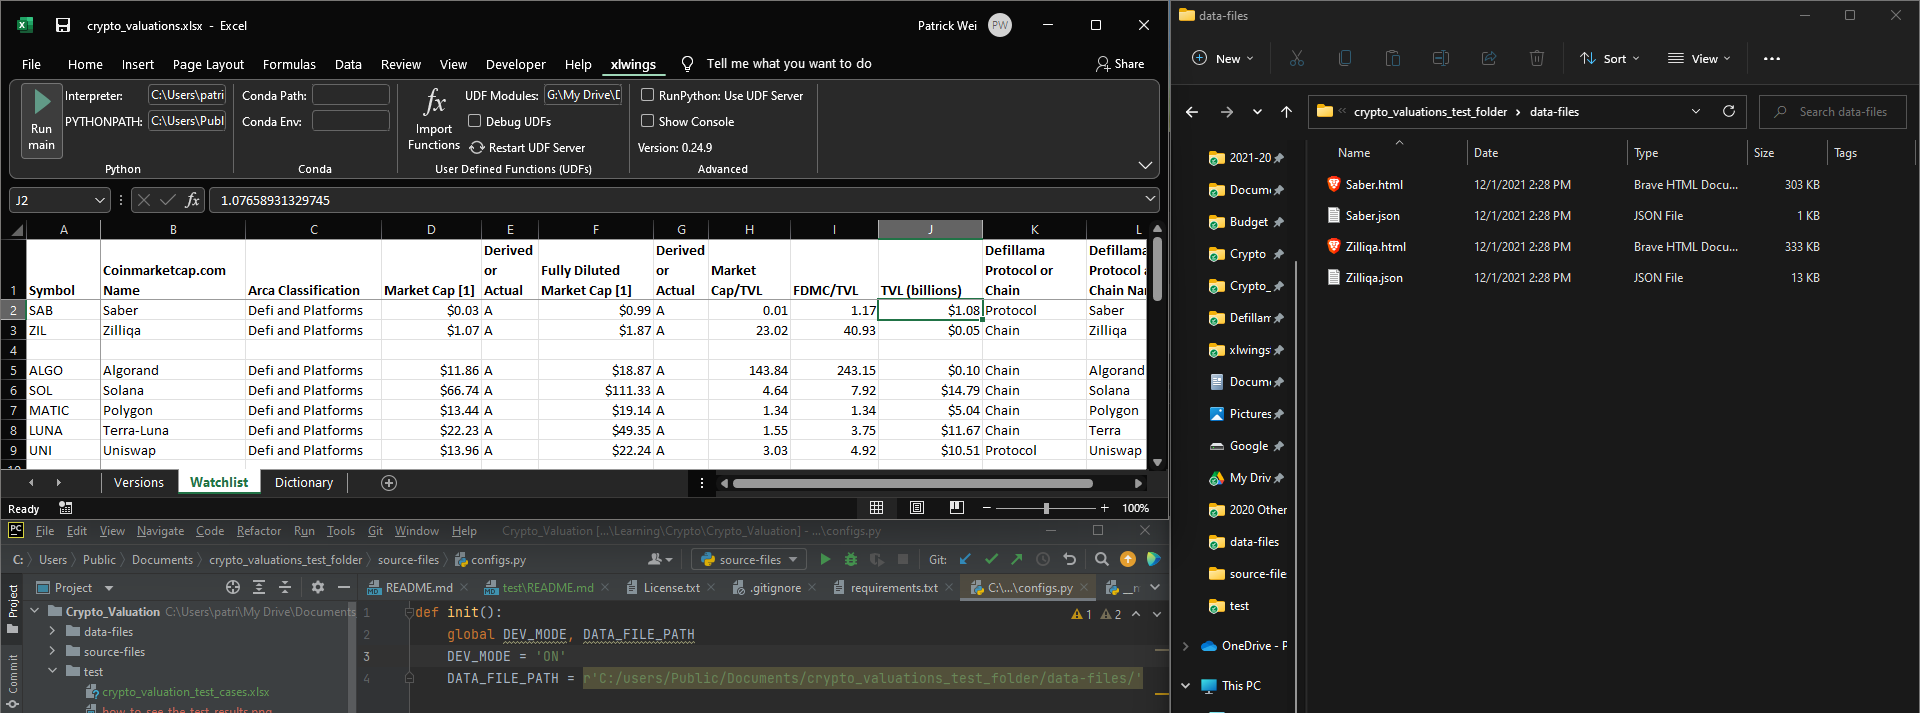 crypto_valuations.xlsx - Excel
Patrick Wei PW
File Home Insert Page Layout Formulas Data Review View Developer Help xlwings Tell me what you want to do Share
Run main
Interpreter: C:\Users\patri
PYTHONPATH: C:\Users\Publ
Python
Conda Path:
Conda Env:
Conda
fx
Import Functions
UDF Modules: G:\My Drive\D
Debug UDFs
Restart UDF Server
User Defined Functions (UDFs)
RunPython: Use UDF Server
Show Console
Version: 0.24.9
Advanced
J2 fx 1.07658931329745
A B C D E F G H I J K L
1 Symbol Coinmarketcap.com Name Arca Classification Market Cap [1] Derived or Actual Fully Diluted Market Cap [1] Derived or Actual Market Cap/TVL FDMC/TVL TVL (billions) Defillama Protocol or Chain Defillama Protocol Chain Na
2 SAB Saber Defi and Platforms $0.03 A $0.99 A 0.01 1.17 $1.08 Protocol Saber
3 ZIL Zilliqa Defi and Platforms $1.07 A $1.87 A 23.02 40.93 $0.05 Chain Zilliqa
4
5 ALGO Algorand Defi and Platforms $11.86 A $18.87 A 143.84 243.15 $0.10 Chain Algorand
6 SOL Solana Defi and Platforms $66.74 A $111.33 A 4.64 7.92 $14.79 Chain Solana
7 MATIC Polygon Defi and Platforms $13.44 A $19.14 A 1.34 1.34 $5.04 Chain Polygon
8 LUNA Terra-Luna Defi and Platforms $22.23 A $49.35 A 1.55 3.75 $11.67 Chain Terra
9 UNI Uniswap Defi and Platforms $13.96 A $22.24 A 3.03 4.92 $10.51 Protocol Uniswap
Versions Watchlist Dictionary
Ready 100%
PC File Edit View Navigate Code Refactor Run Tools Git Window Help Crypto_Valuation [...\Learning\Crypto\Crypto_Valuation] - ...\configs.py
C: Users Public Documents crypto_valuations_test_folder source-files configs.py source-files Git:
Project
Commit
Project
Crypto_Valuation C:\Users\patri\My Drive\Documents
data-files
source-files
test
crypto_valuation_test_cases.xlsx
how-to-see-the-test-results.png
README.md test\README.md License.txt .gitignore requirements.txt C:\...\configs.py
1 def init():
2 global DEV_MODE, DATA_FILE_PATH
3 DEV_MODE = 'ON'
4 DATA_FILE_PATH = r'C:/users/Public/Documents/crypto_valuations_test_folder/data-files/'
1 2
data-files
New Sort View
crypto_valuations_test_folder data-files
Search data-files
2021-20
Docum
Budget
Crypto
Crypto_
Defillam
xlwings
Docum
Pictures
Google
My Driv
2020 Other
data-files
source-file
test
OneDrive - P
This PC
Name Date Type Size Tags
Saber.html 12/1/2021 2:28 PM Brave HTML Docu... 303 KB
Saber.json 12/1/2021 2:28 PM JSON File 1 KB
Zilliqa.html 12/1/2021 2:28 PM Brave HTML Docu... 333 KB
Zilliqa.json 12/1/2021 2:28 PM JSON File 13 KB